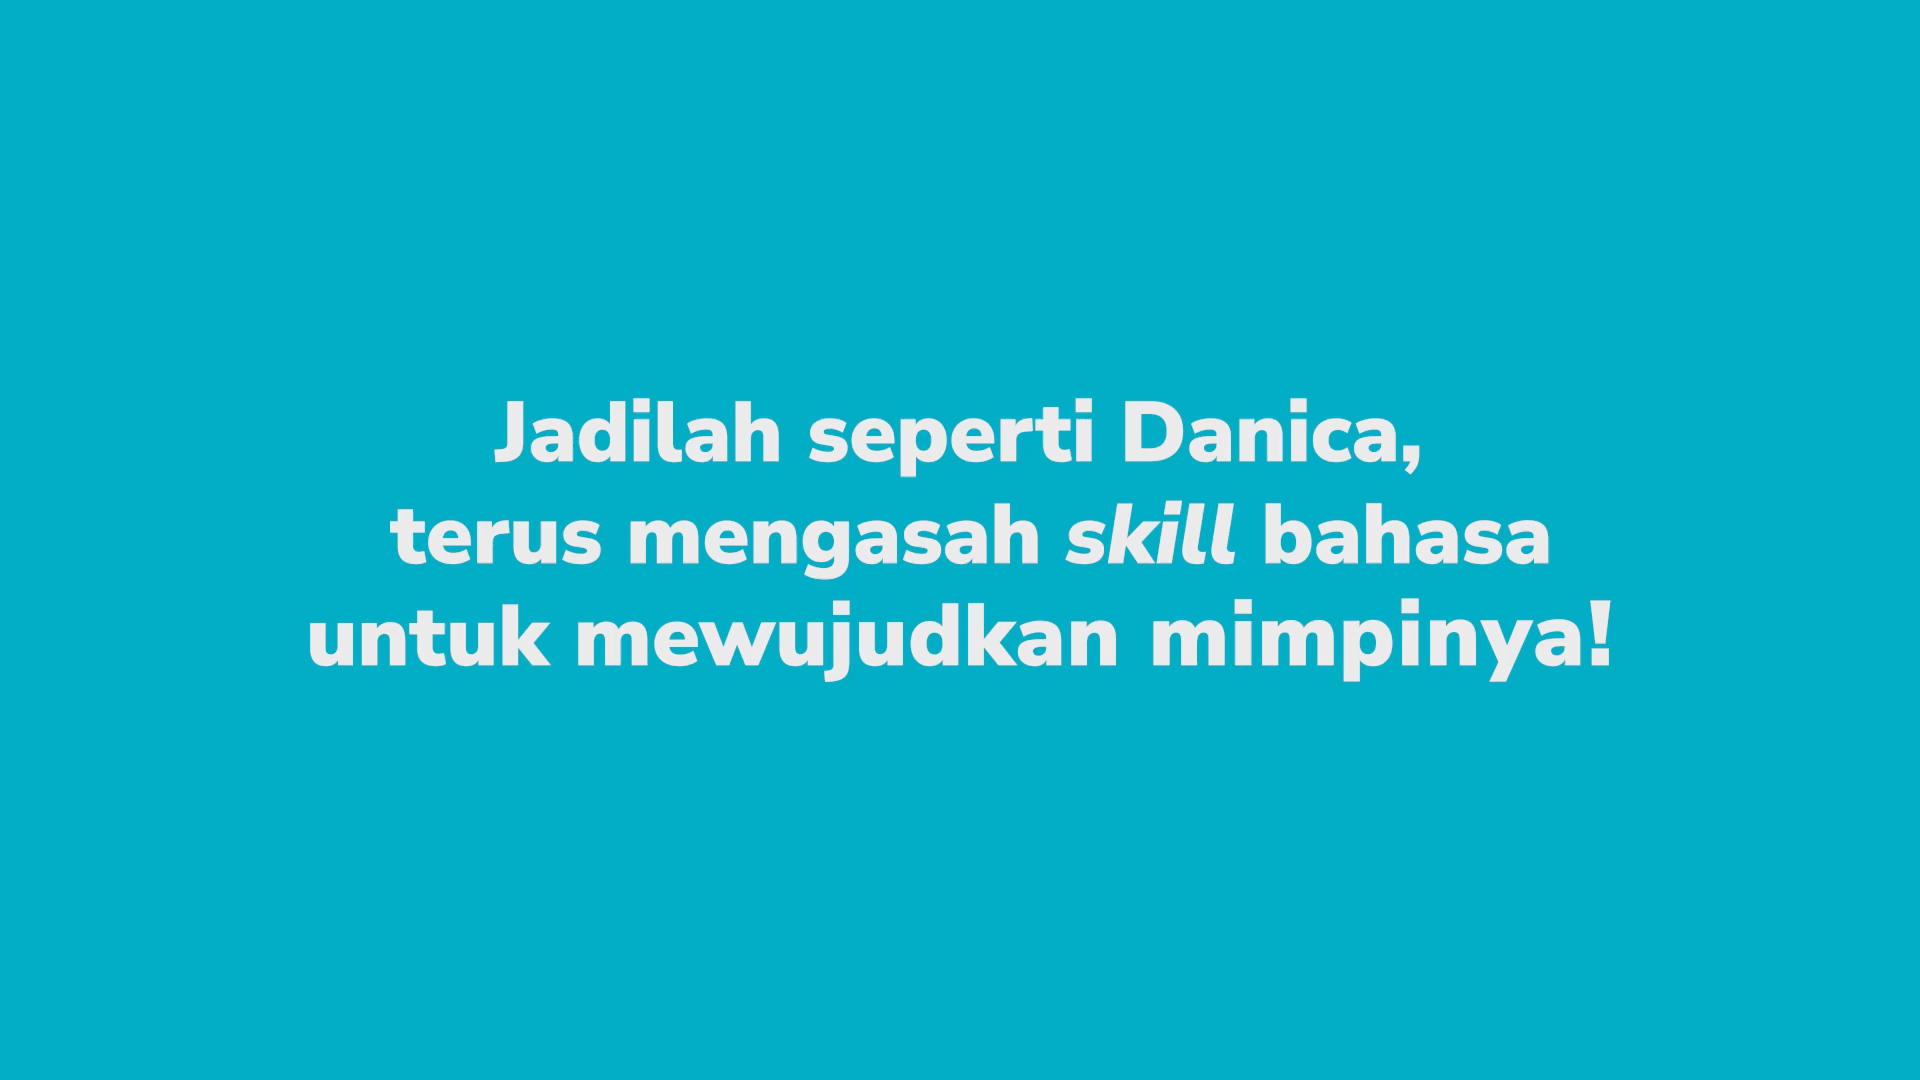 Jadilah seperti Danica,
terus mengasah skill bahasa
untuk mewujudkan mimpinya!